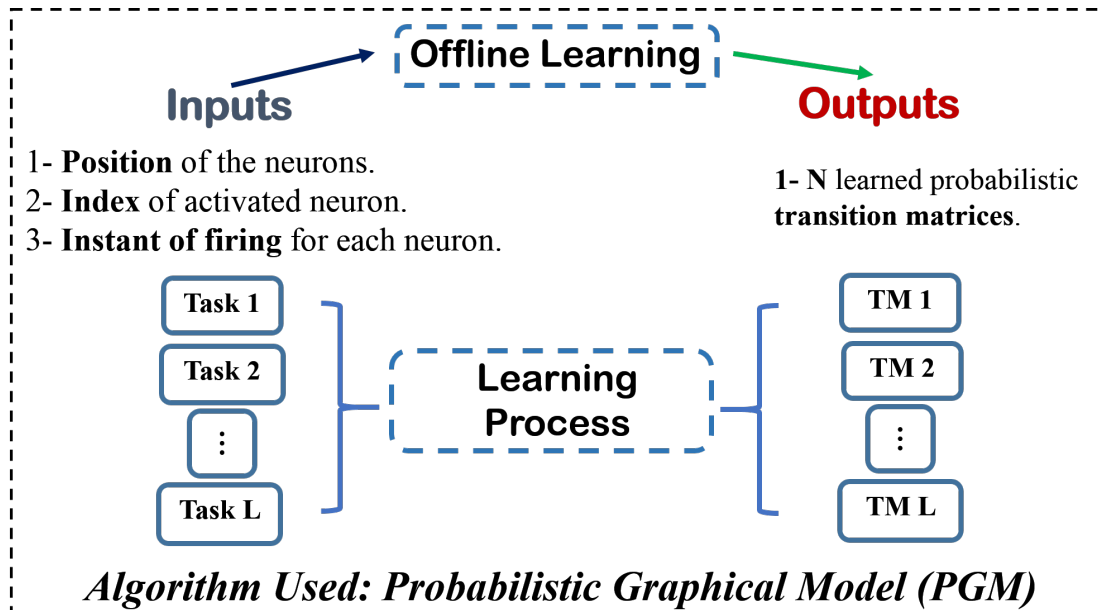 Offline Learning
Inputs
Outputs
1- Position of the neurons.
2- Index of activated neuron.
3- Instant of firing for each neuron.
1- N learned probabilistic
transition matrices.
Task 1
Task 2
⋮
Task L
Learning
Process
TM 1
TM 2
⋮
TM L
Algorithm Used: Probabilistic Graphical Model (PGM)